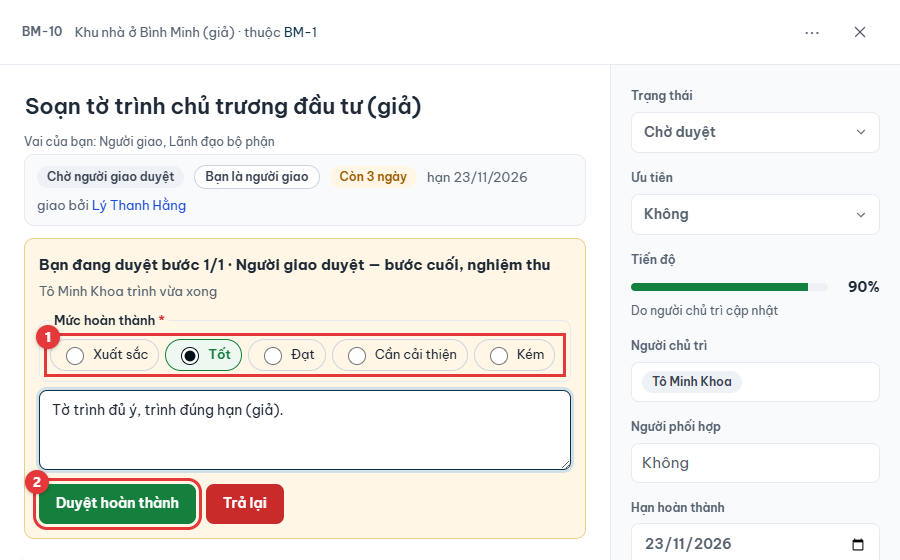 BM-10 Khu nhà ở Bình Minh (giả) · thuộc BM-1
Soạn tờ trình chủ trương đầu tư (giả)
Vai của bạn: Người giao, Lãnh đạo bộ phận
Chờ người giao duyệt Bạn là người giao Còn 3 ngày hạn 23/11/2026
giao bởi Lý Thanh Hằng
Bạn đang duyệt bước 1/1 · Người giao duyệt — bước cuối, nghiệm thu
Tô Minh Khoa trình vừa xong
Mức hoàn thành *
1
Xuất sắc Tốt Đạt Cần cải thiện Kém
Tờ trình đủ ý, trình đúng hạn (giả).
2
Duyệt hoàn thành Trả lại
Trạng thái
Chờ duyệt
Ưu tiên
Không
Tiến độ
90%
Do người chủ trì cập nhật
Người chủ trì
Tô Minh Khoa
Người phối hợp
Không
Hạn hoàn thành
23/11/2026